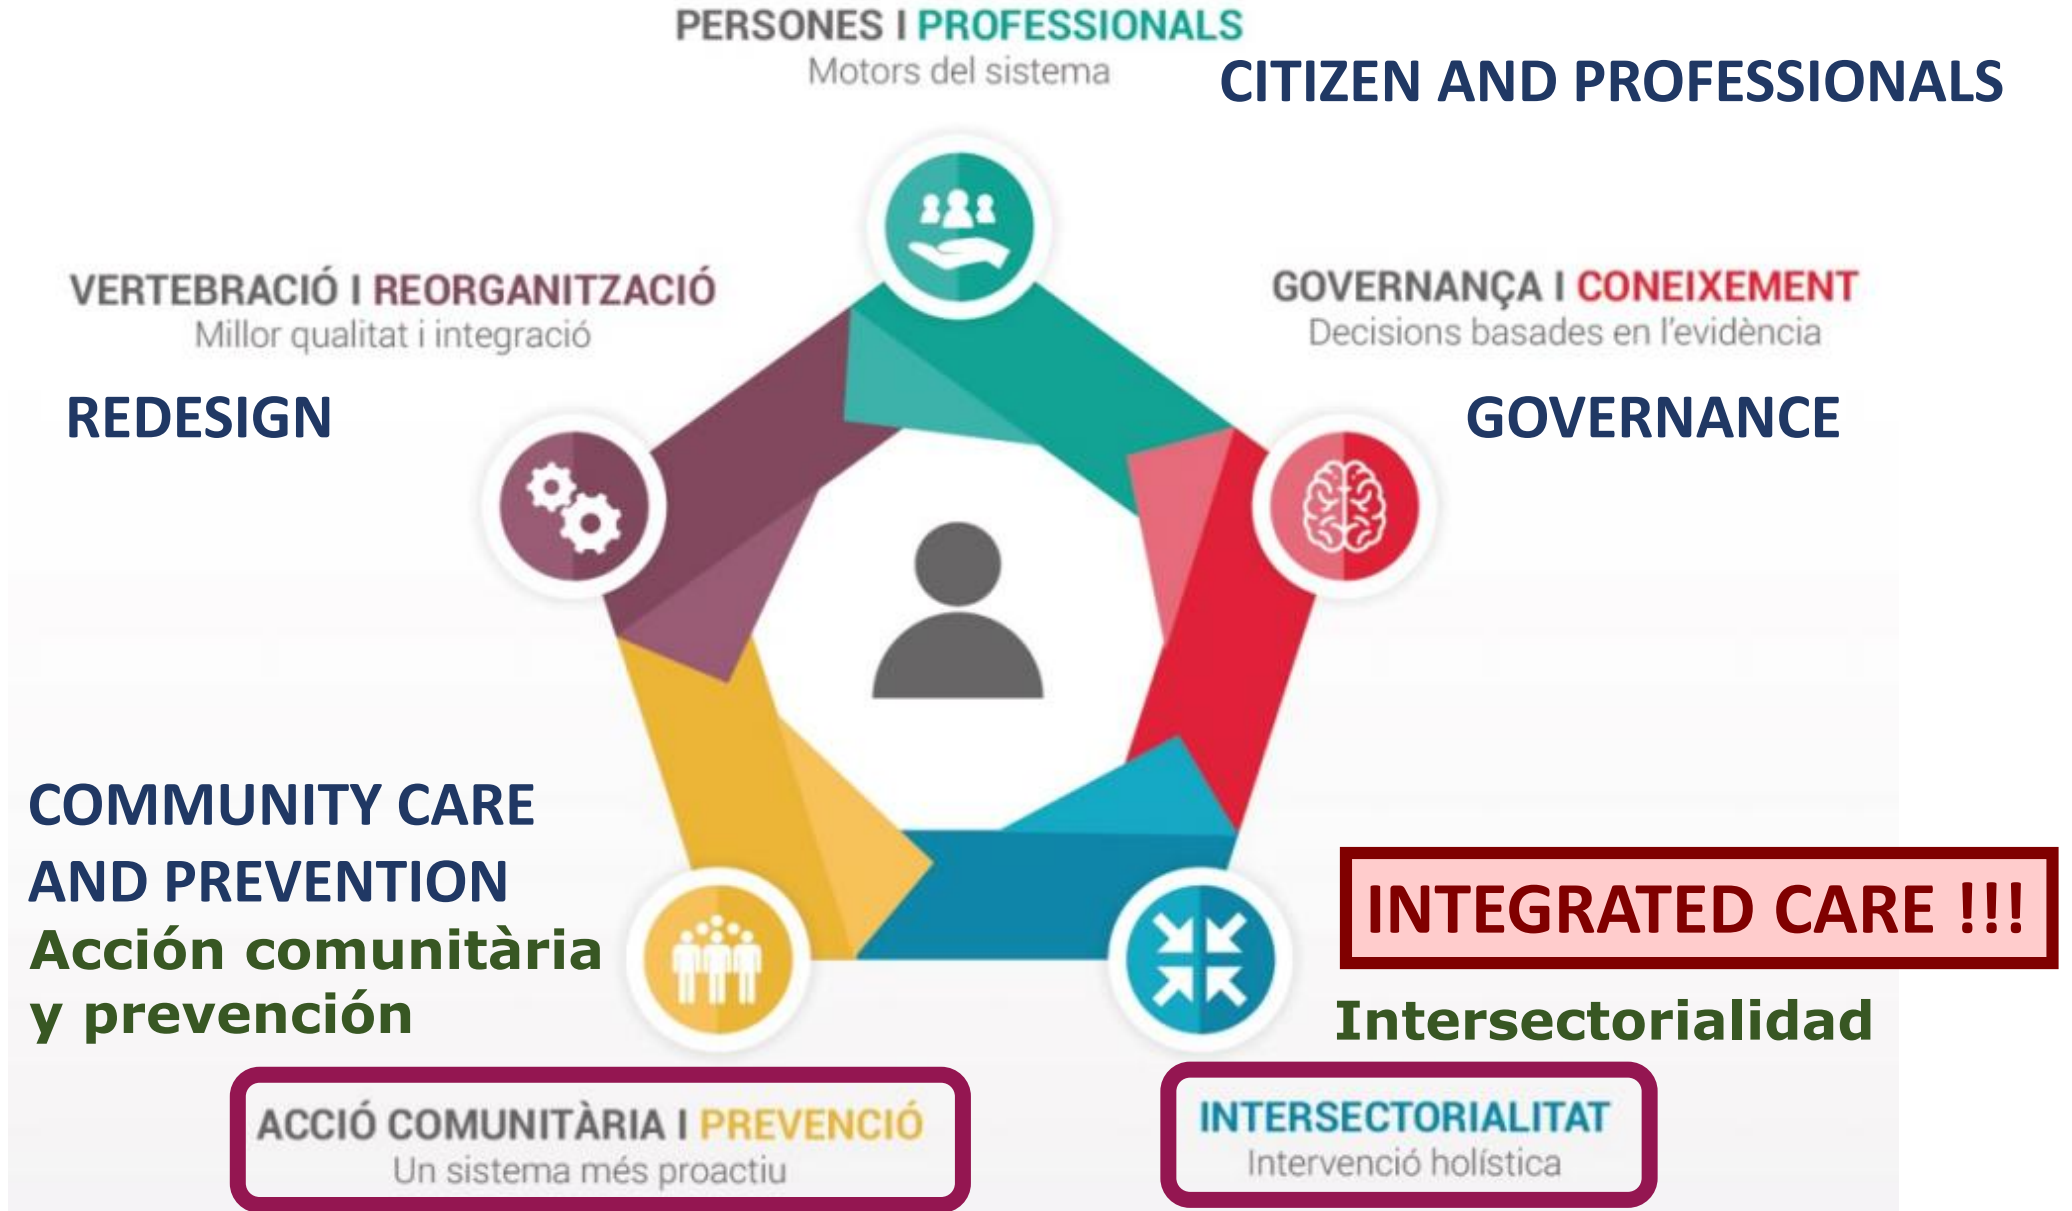 PERSONES I PROFESSIONALS
Motors del sistema
CITIZEN AND PROFESSIONALS
VERTEBRACIÓ I REORGANITZACIÓ
Millor qualitat i integració
REDESIGN
GOVERNANÇA I CONEIXEMENT
Decisions basades en l'evidència
GOVERNANCE
COMMUNITY CARE
AND PREVENTION
Acción comunitària
y prevención
ACCIÓ COMUNITÀRIA I PREVENCIÓ
Un sistema més proactiu
INTEGRATED CARE !!!
Intersectorialidad
INTERSECTORIALITAT
Intervenció holística